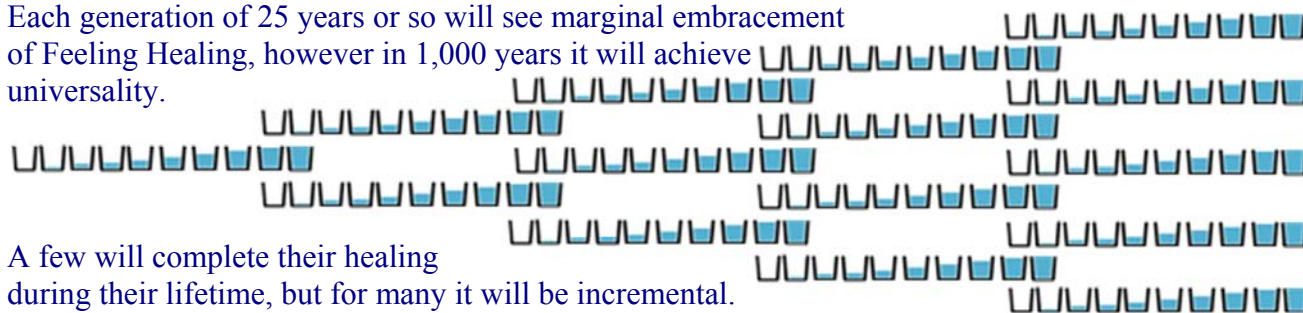 Each generation of 25 years or so will see marginal embracement
of Feeling Healing, however in 1,000 years it will achieve
universality.
A few will complete their healing
during their lifetime, but for many it will be incremental.